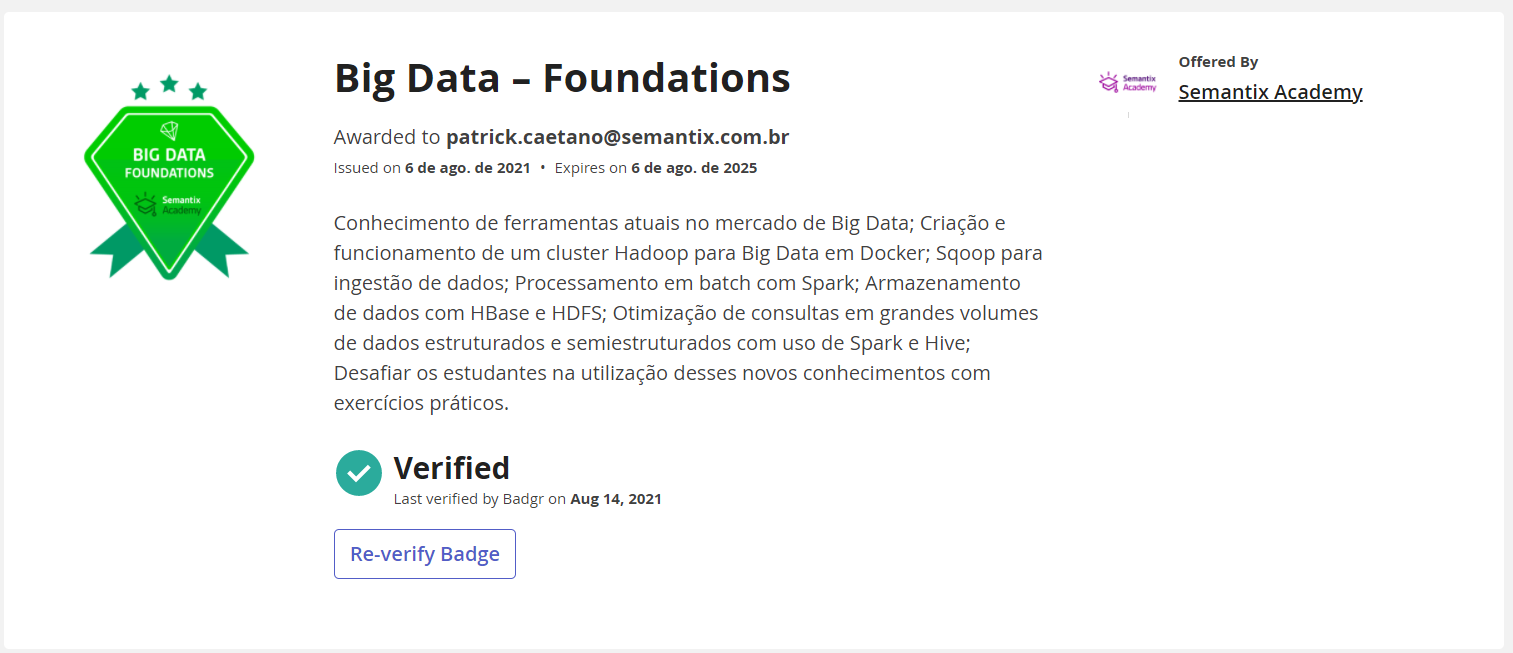 Big Data – Foundations
Awarded to patrick.caetano@semantix.com.br
Issued on 6 de ago. de 2021 • Expires on 6 de ago. de 2025
Conhecimento de ferramentas atuais no mercado de Big Data; Criação e
funcionamento de um cluster Hadoop para Big Data em Docker; Sqoop para
ingestão de dados; Processamento em batch com Spark; Armazenamento
de dados com HBase e HDFS; Otimização de consultas em grandes volumes
de dados estruturados e semiestruturados com uso de Spark e Hive;
Desafiar os estudantes na utilização desses novos conhecimentos com
exercícios práticos.
Verified
Last verified by Badgr on Aug 14, 2021
Re-verify Badge
BIG DATA
FOUNDATIONS
Semantix
Academy
Semantix
Academy
Offered By
Semantix Academy